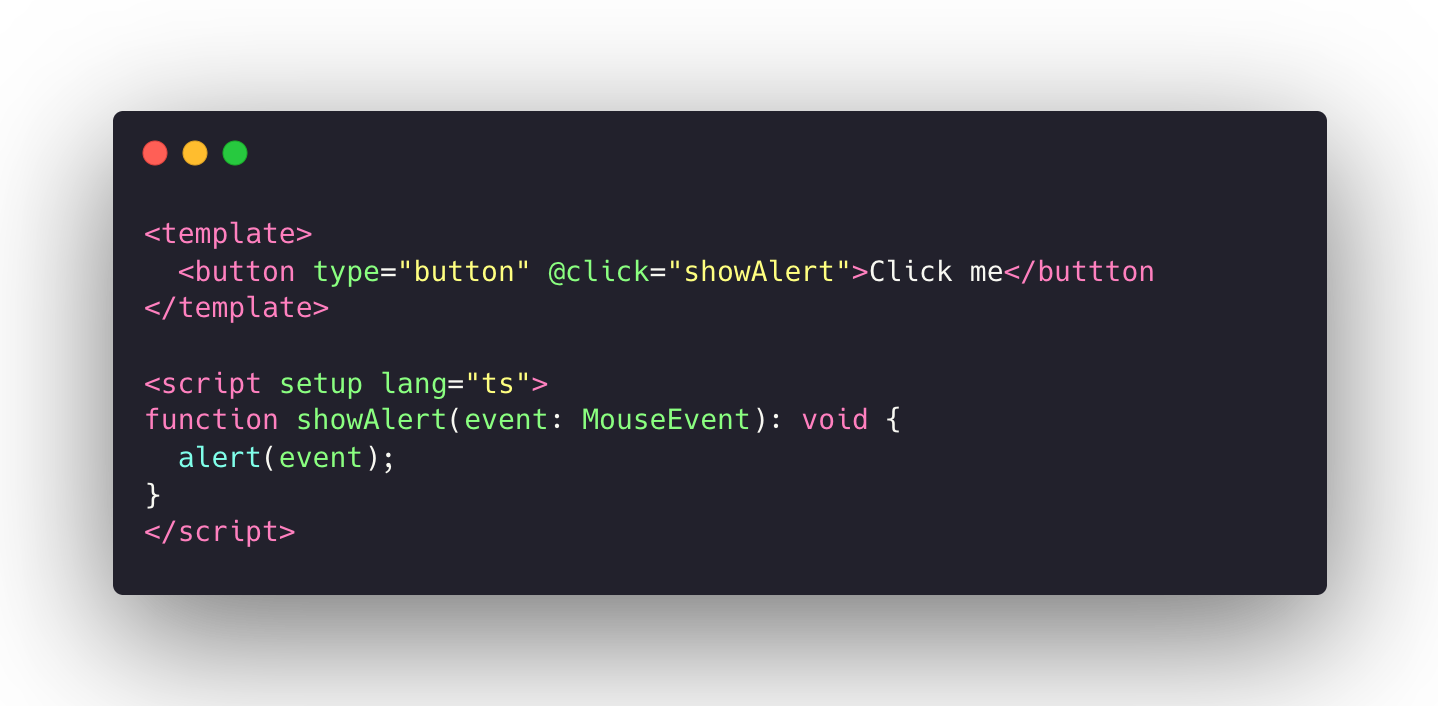 <template>
  <button type="button" @click="showAlert">Click me</buttton
</template>

<script setup lang="ts">
function showAlert(event: MouseEvent): void {
  alert(event);
}
</script>